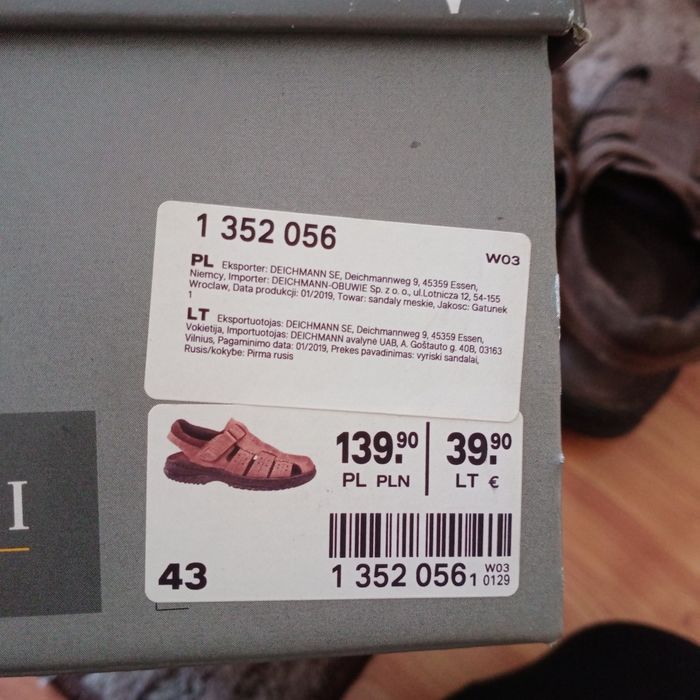 1 352 056
W03
PL Eksporter: DEICHMANN SE, Deichmannweg 9, 45359 Essen,
Niemcy, Importer: DEICHMANN-OBUWIE Sp. z o. o., ul.Lotnicza 12, 54-155
Wroclaw, Data produkcji: 01/2019, Towar: sandaly meskie, Jakosc: Gatunek
1
LT Eksportuotojas: DEICHMANN SE, Deichmannweg 9, 45359 Essen,
Vokietija, Importuotojas: DEICHMANN avalynė UAB, A. Goštauto g. 40B, 03163
Vilnius, Pagaminimo data: 01/2019, Prekes pavadinimas: vyriski sandalai,
Rusis/kokybe: Pirma rusis
139.90 39.90
PL PLN LT €
43
1 352 056 1 W03 0129
I